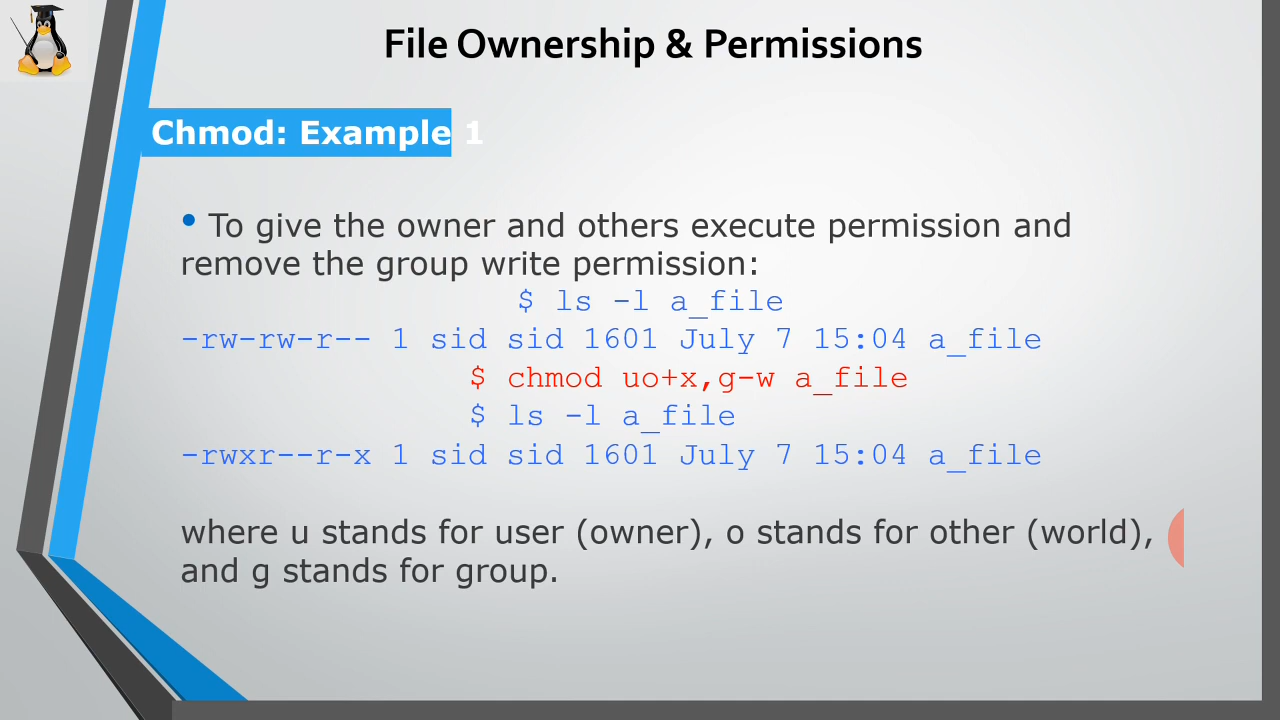 File Ownership & Permissions
Chmod: Example 1
• To give the owner and others execute permission and
remove the group write permission:
$ ls -l a_file
-rw-rw-r-- 1 sid sid 1601 July 7 15:04 a_file
$ chmod uo+x,g-w a_file
$ ls -l a_file
-rwxr--r-x 1 sid sid 1601 July 7 15:04 a_file
where u stands for user (owner), o stands for other (world),
and g stands for group.